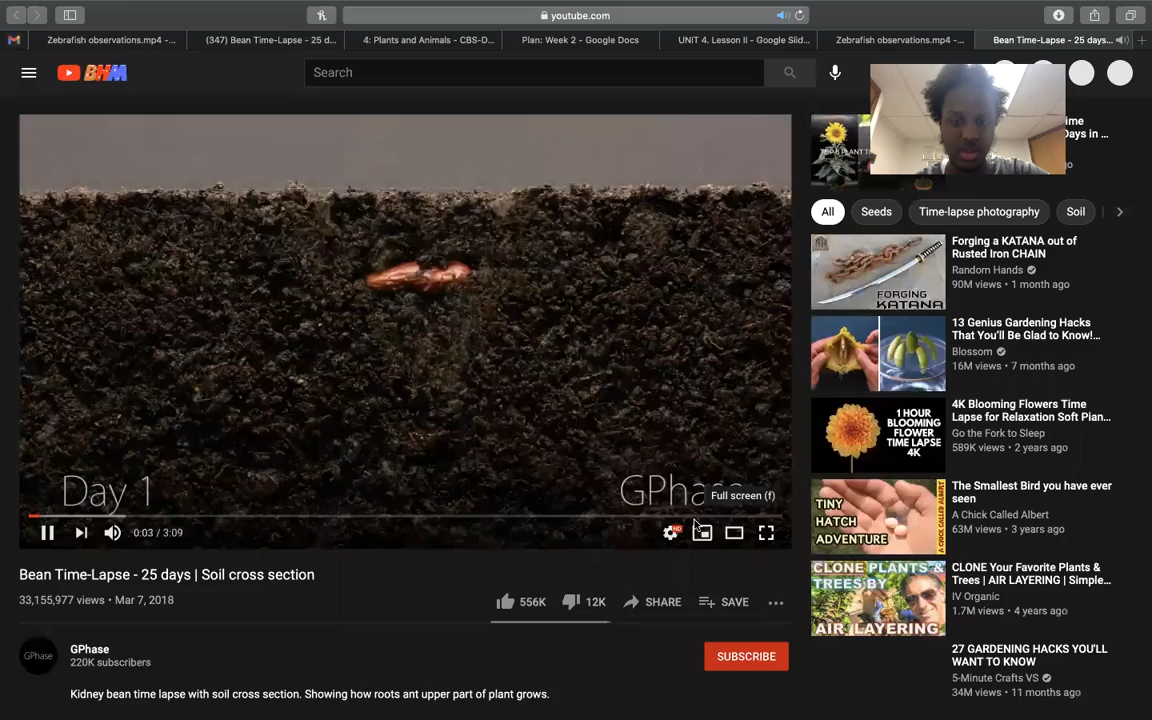 youtube.com
Zebrafish observations.mp4 -...
(347) Bean Time-Lapse - 25 d...
4: Plants and Animals - CBS-D...
Plan: Week 2 - Google Docs
UNIT 4. Lesson II - Google Slid...
Zebrafish observations.mp4 -...
Bean Time-Lapse - 25 days...
BHM
Search
ime
Days in ...
All
Seeds
Time-lapse photography
Soil
Forging a KATANA out of
Rusted Iron CHAIN
Random Hands
90M views • 1 month ago
FORGING
KATANA
13 Genius Gardening Hacks
That You'll Be Glad to Know!...
Blossom
16M views • 7 months ago
4K Blooming Flowers Time
Lapse for Relaxation Soft Pian...
Go the Fork to Sleep
589K views • 2 years ago
1 HOUR
BLOOMING
FLOWER
TIME LAPSE
4K
The Smallest Bird you have ever
seen
A Chick Called Albert
63M views • 3 years ago
TINY
HATCH
ADVENTURE
A CHICK CALLED ALBERT
CLONE Your Favorite Plants &
Trees | AIR LAYERING | Simple...
IV Organic
1.7M views • 4 years ago
CLONE PLANTS &
TREES BY
AIR LAYERING
27 GARDENING HACKS YOU'LL
WANT TO KNOW
5-Minute Crafts VS
34M views • 11 months ago
Day 1
GPhase
Full screen (f)
0:03 / 3:09
HD
Bean Time-Lapse - 25 days | Soil cross section
33,155,977 views • Mar 7, 2018
556K
12K
SHARE
SAVE
GPhase
GPhase
220K subscribers
SUBSCRIBE
Kidney bean time lapse with soil cross section. Showing how roots ant upper part of plant grows.